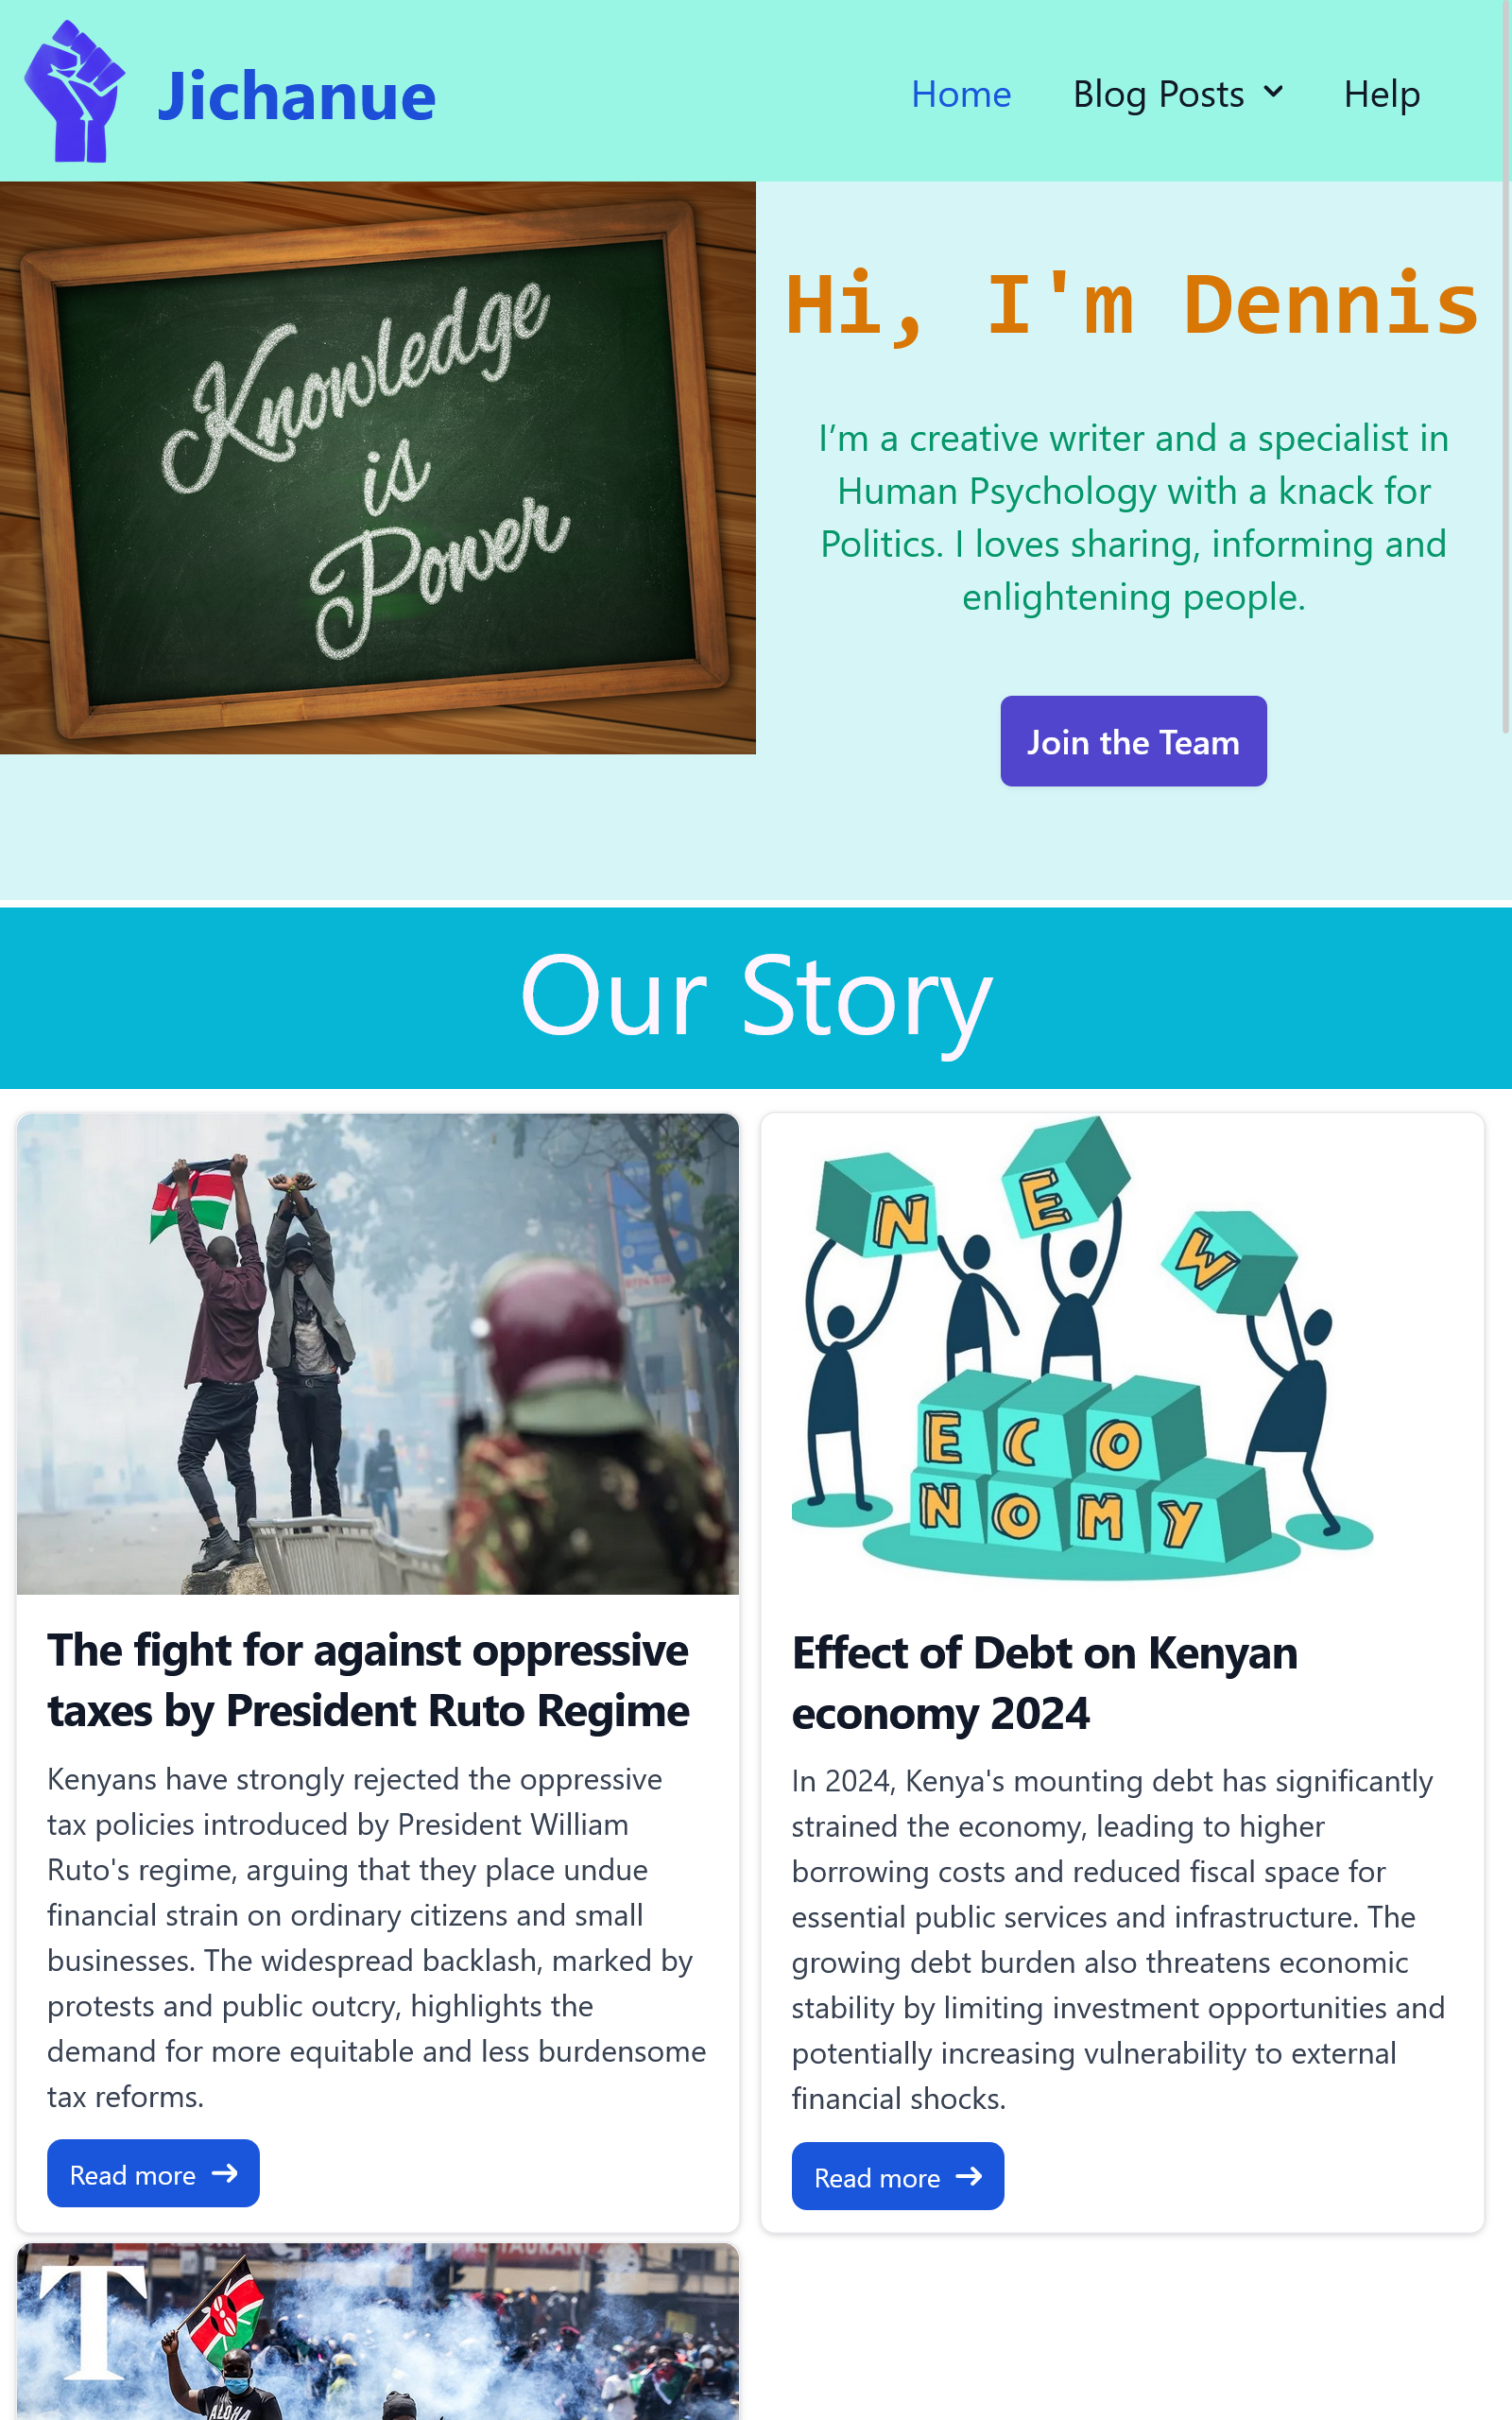 Jichanue
Home Blog Posts Help
Knowledge
is
Power
Hi, I'm Dennis
I’m a creative writer and a specialist in
Human Psychology with a knack for
Politics. I loves sharing, informing and
enlightening people.
Join the Team
Our Story
N E W
E C O
N O M Y
The fight for against oppressive
taxes by President Ruto Regime
Kenyans have strongly rejected the oppressive
tax policies introduced by President William
Ruto's regime, arguing that they place undue
financial strain on ordinary citizens and small
businesses. The widespread backlash, marked by
protests and public outcry, highlights the
demand for more equitable and less burdensome
tax reforms.
Read more
Effect of Debt on Kenyan
economy 2024
In 2024, Kenya's mounting debt has significantly
strained the economy, leading to higher
borrowing costs and reduced fiscal space for
essential public services and infrastructure. The
growing debt burden also threatens economic
stability by limiting investment opportunities and
potentially increasing vulnerability to external
financial shocks.
Read more
T
RESTAURANT
ALOHA